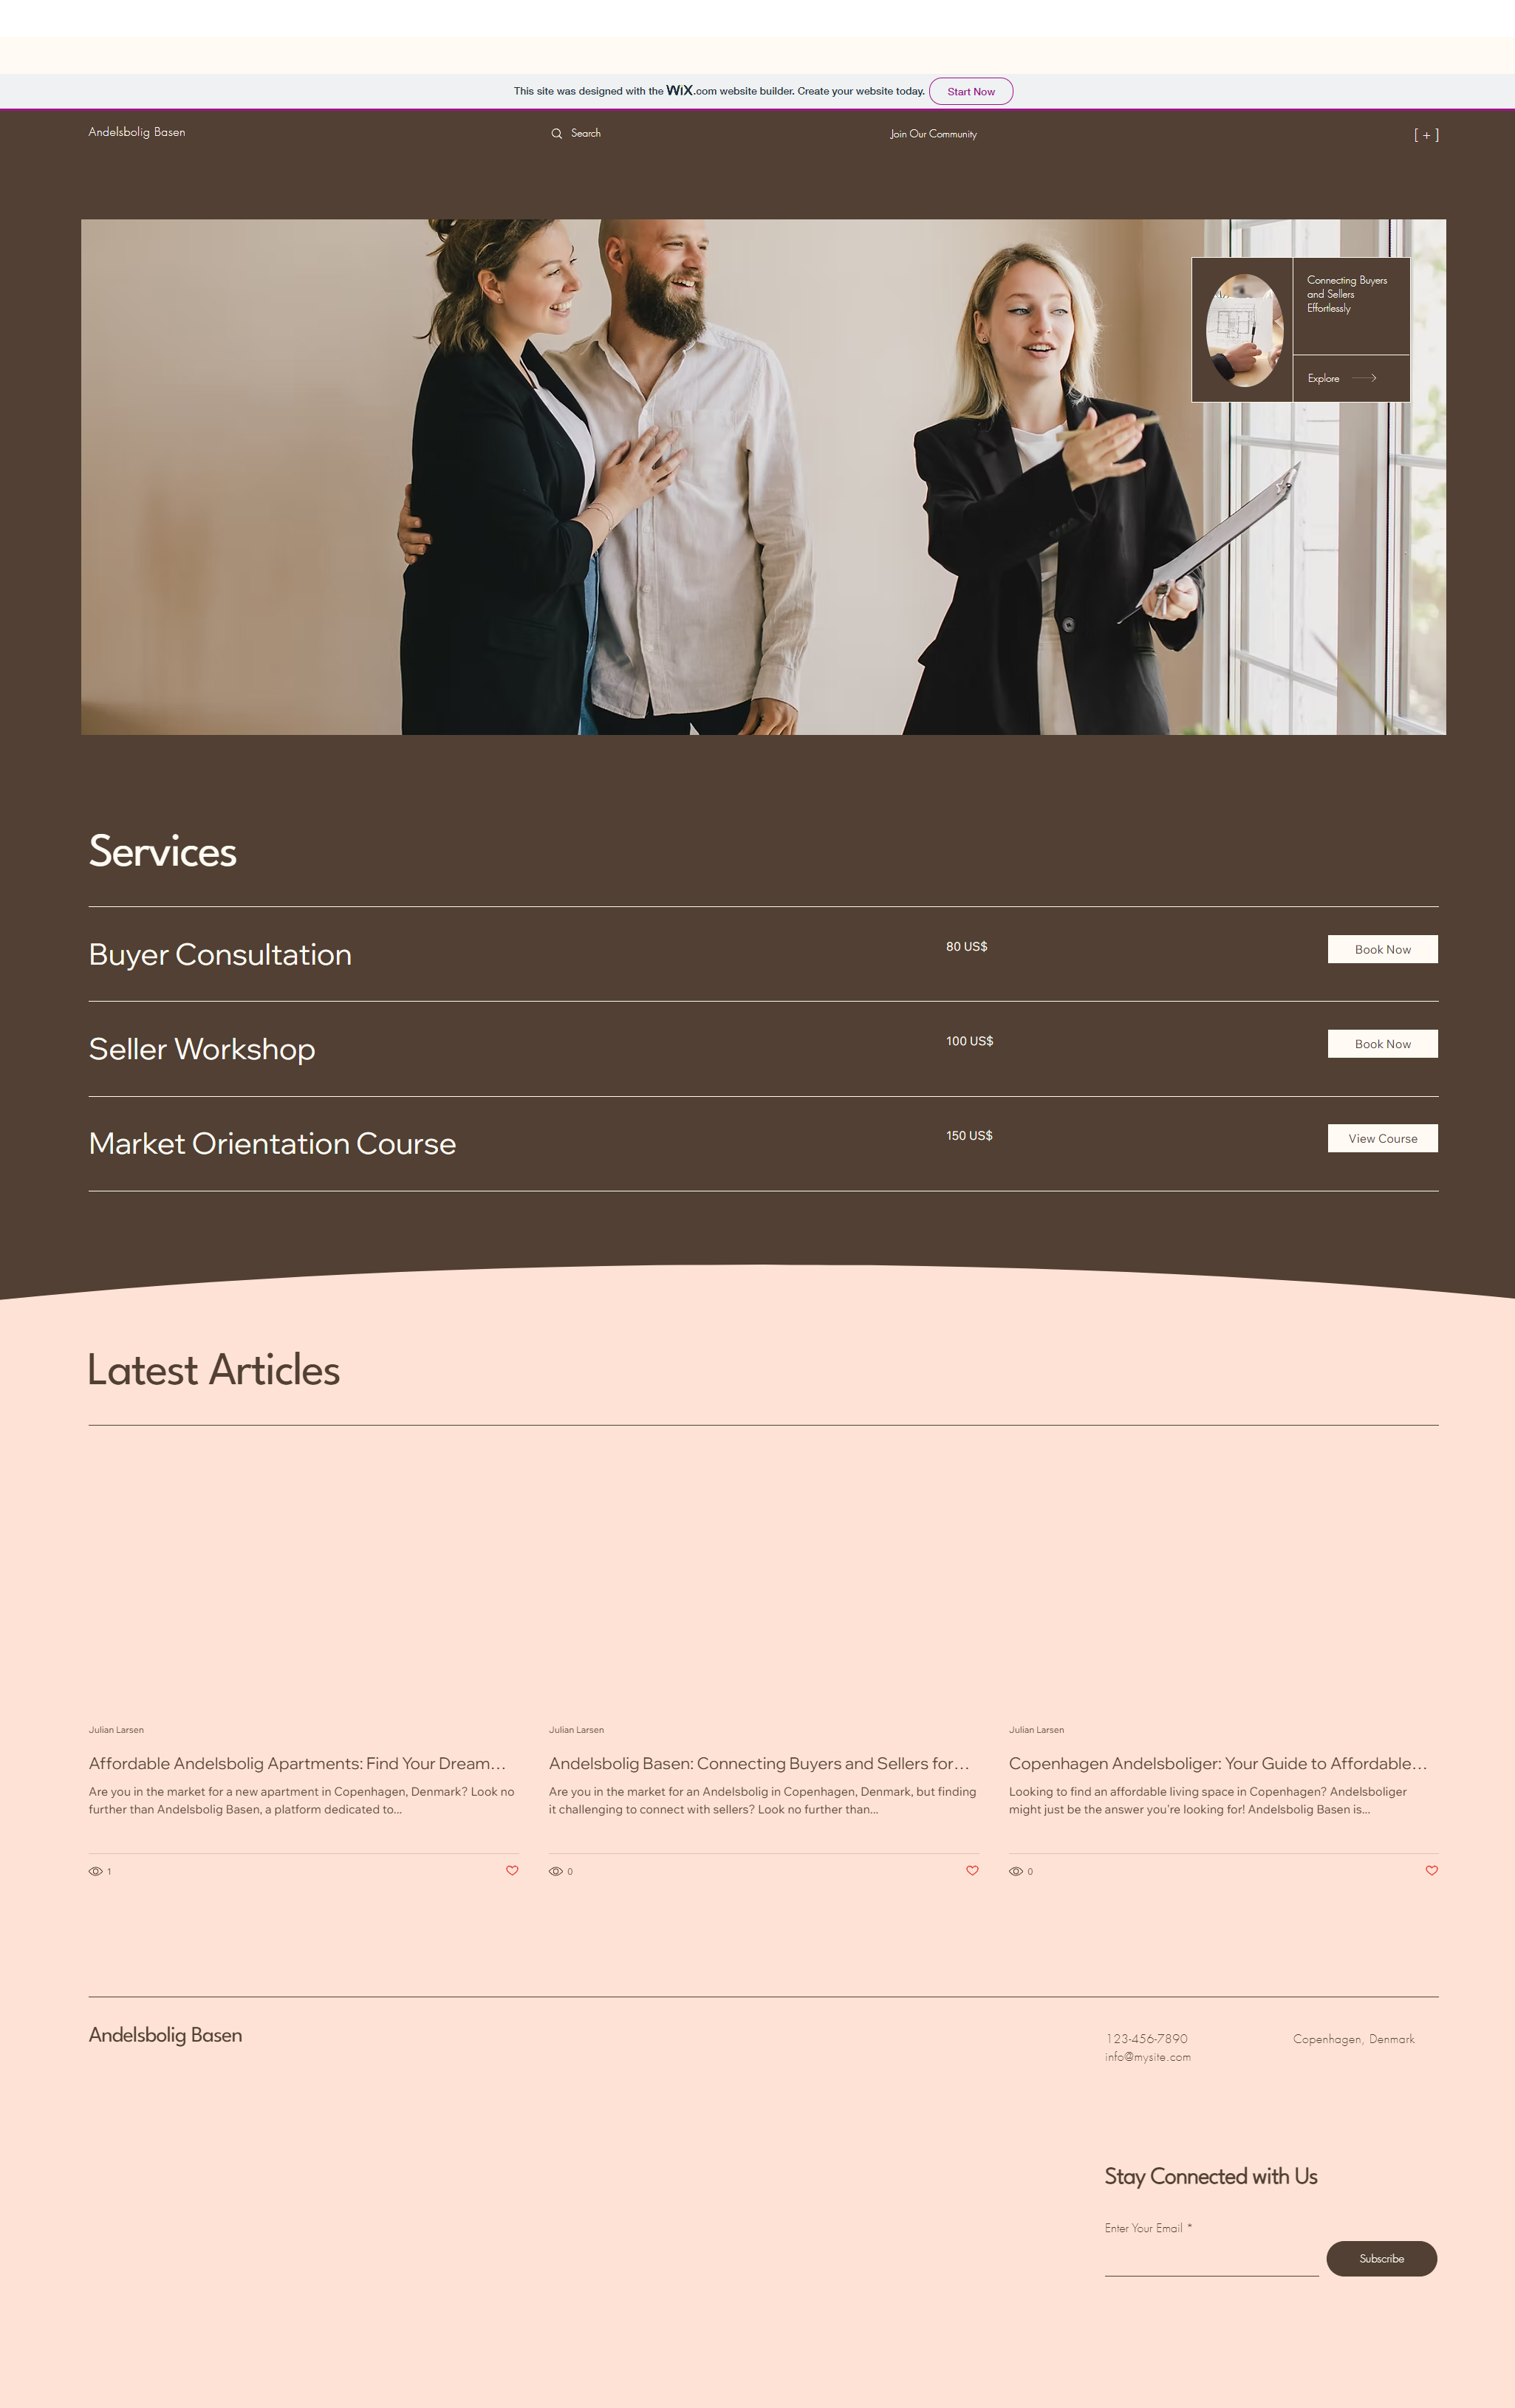 This site was designed with the WiX.com website builder. Create your website today. Start Now
Andelsbolig Basen
Search
Join Our Community
[ + ]
Connecting Buyers
and Sellers
Effortlessly
Explore
Services
Buyer Consultation
80 US$
Book Now
Seller Workshop
100 US$
Book Now
Market Orientation Course
150 US$
View Course
Latest Articles
Julian Larsen
Affordable Andelsbolig Apartments: Find Your Dream...
Are you in the market for a new apartment in Copenhagen, Denmark? Look no
further than Andelsbolig Basen, a platform dedicated to...
1
Julian Larsen
Andelsbolig Basen: Connecting Buyers and Sellers for...
Are you in the market for an Andelsbolig in Copenhagen, Denmark, but finding
it challenging to connect with sellers? Look no further than...
0
Julian Larsen
Copenhagen Andelsboliger: Your Guide to Affordable...
Looking to find an affordable living space in Copenhagen? Andelsboliger
might just be the answer you're looking for! Andelsbolig Basen is...
0
Andelsbolig Basen
123-456-7890
info@mysite.com
Copenhagen, Denmark
Stay Connected with Us
Enter Your Email *
Subscribe